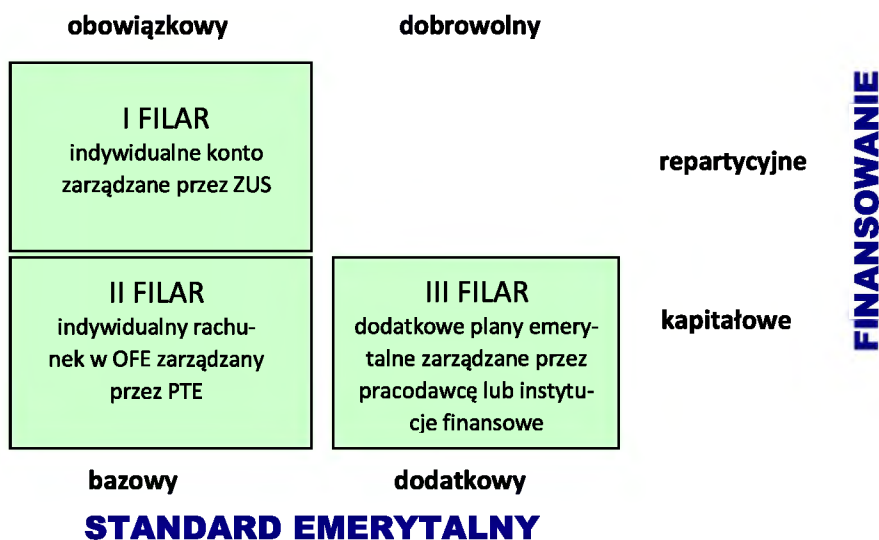 obowiązkowy
dobrowolny
I FILAR
indywidualne konto
zarządzane przez ZUS
repartycyjne
FINANSOWANIE
II FILAR
indywidualny rachu-
nek w OFE zarządzany
przez PTE
III FILAR
dodatkowe plany emery-
talne zarządzane przez
pracodawcę lub instytu-
cje finansowe
kapitałowe
bazowy
dodatkowy
STANDARD EMERYTALNY